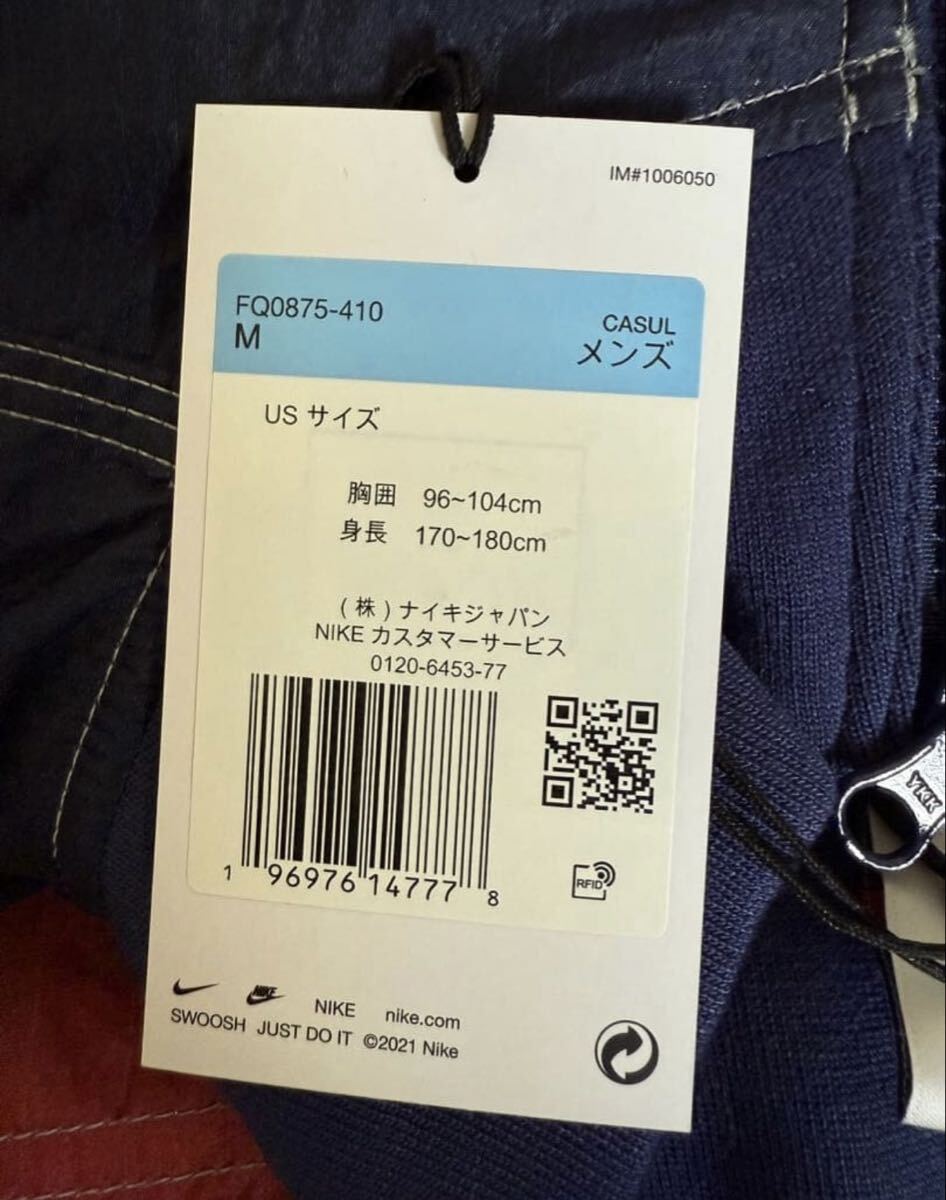 IM#1006050
FQ0875-410
M
CASUL
メンズ
US サイズ
胸囲 96~104cm
身長 170~180cm
(株)ナイキジャパン
NIKE カスタマーサービス
0120-6453-77
1 96976 14777 8
RFID
NIKE NIKE nike.com
SWOOSH JUST DO IT ©2021 Nike
YKK